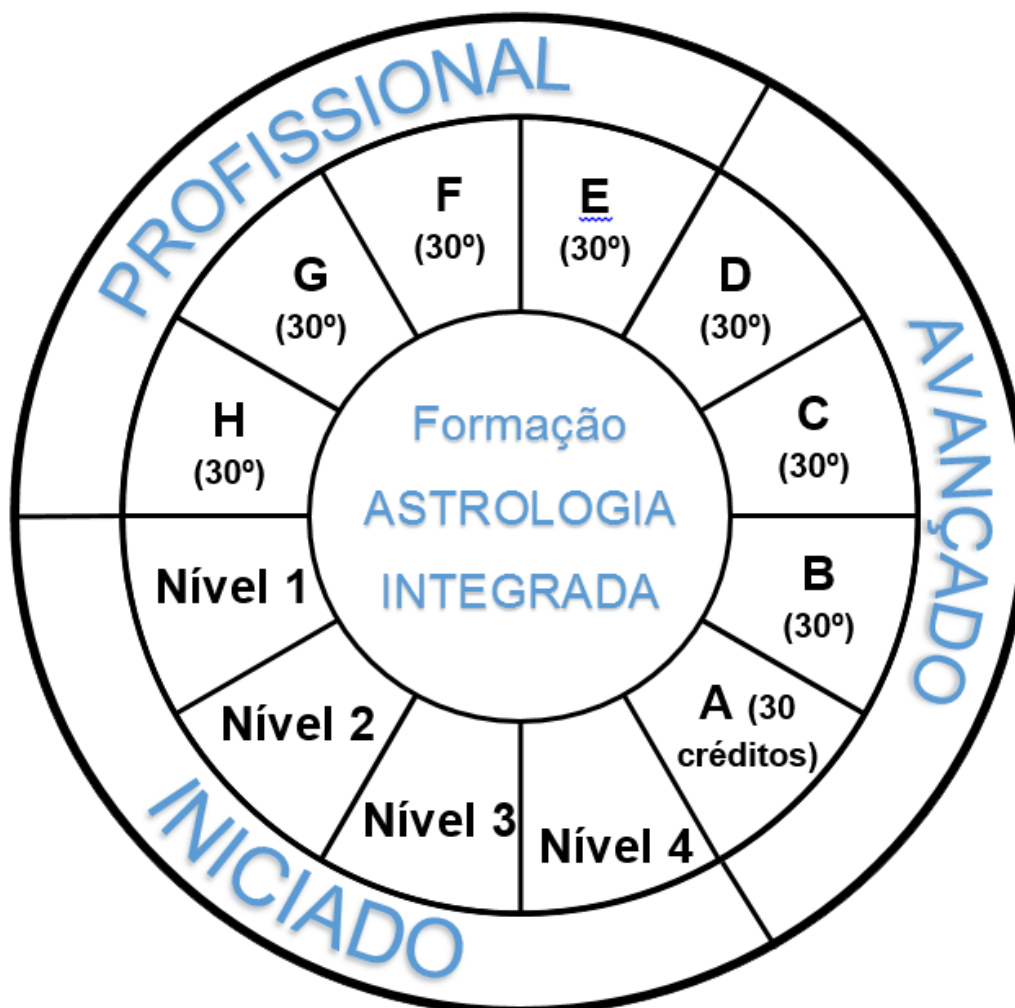 PROFISSIONAL
AVANÇADO
INICIADO
Formação
ASTROLOGIA
INTEGRADA
Nível 1
Nível 2
Nível 3
Nível 4
A (30
créditos)
B
(30º)
C
(30º)
D
(30º)
E
(30º)
F
(30º)
G
(30º)
H
(30º)